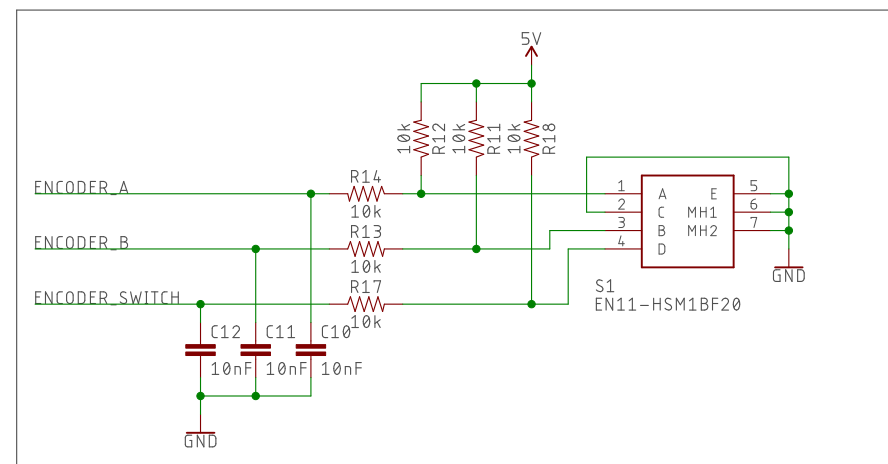 5V
10k
R12
10k
R11
10k
R18
ENCODER_A
R14
10k
1
A
E
5
2
C
MH1
6
ENCODER_B
R13
10k
3
B
MH2
7
4
D
GND
ENCODER_SWITCH
R17
10k
S1
EN11-HSM1BF20
C12
C11
C10
10nF
10nF
10nF
GND